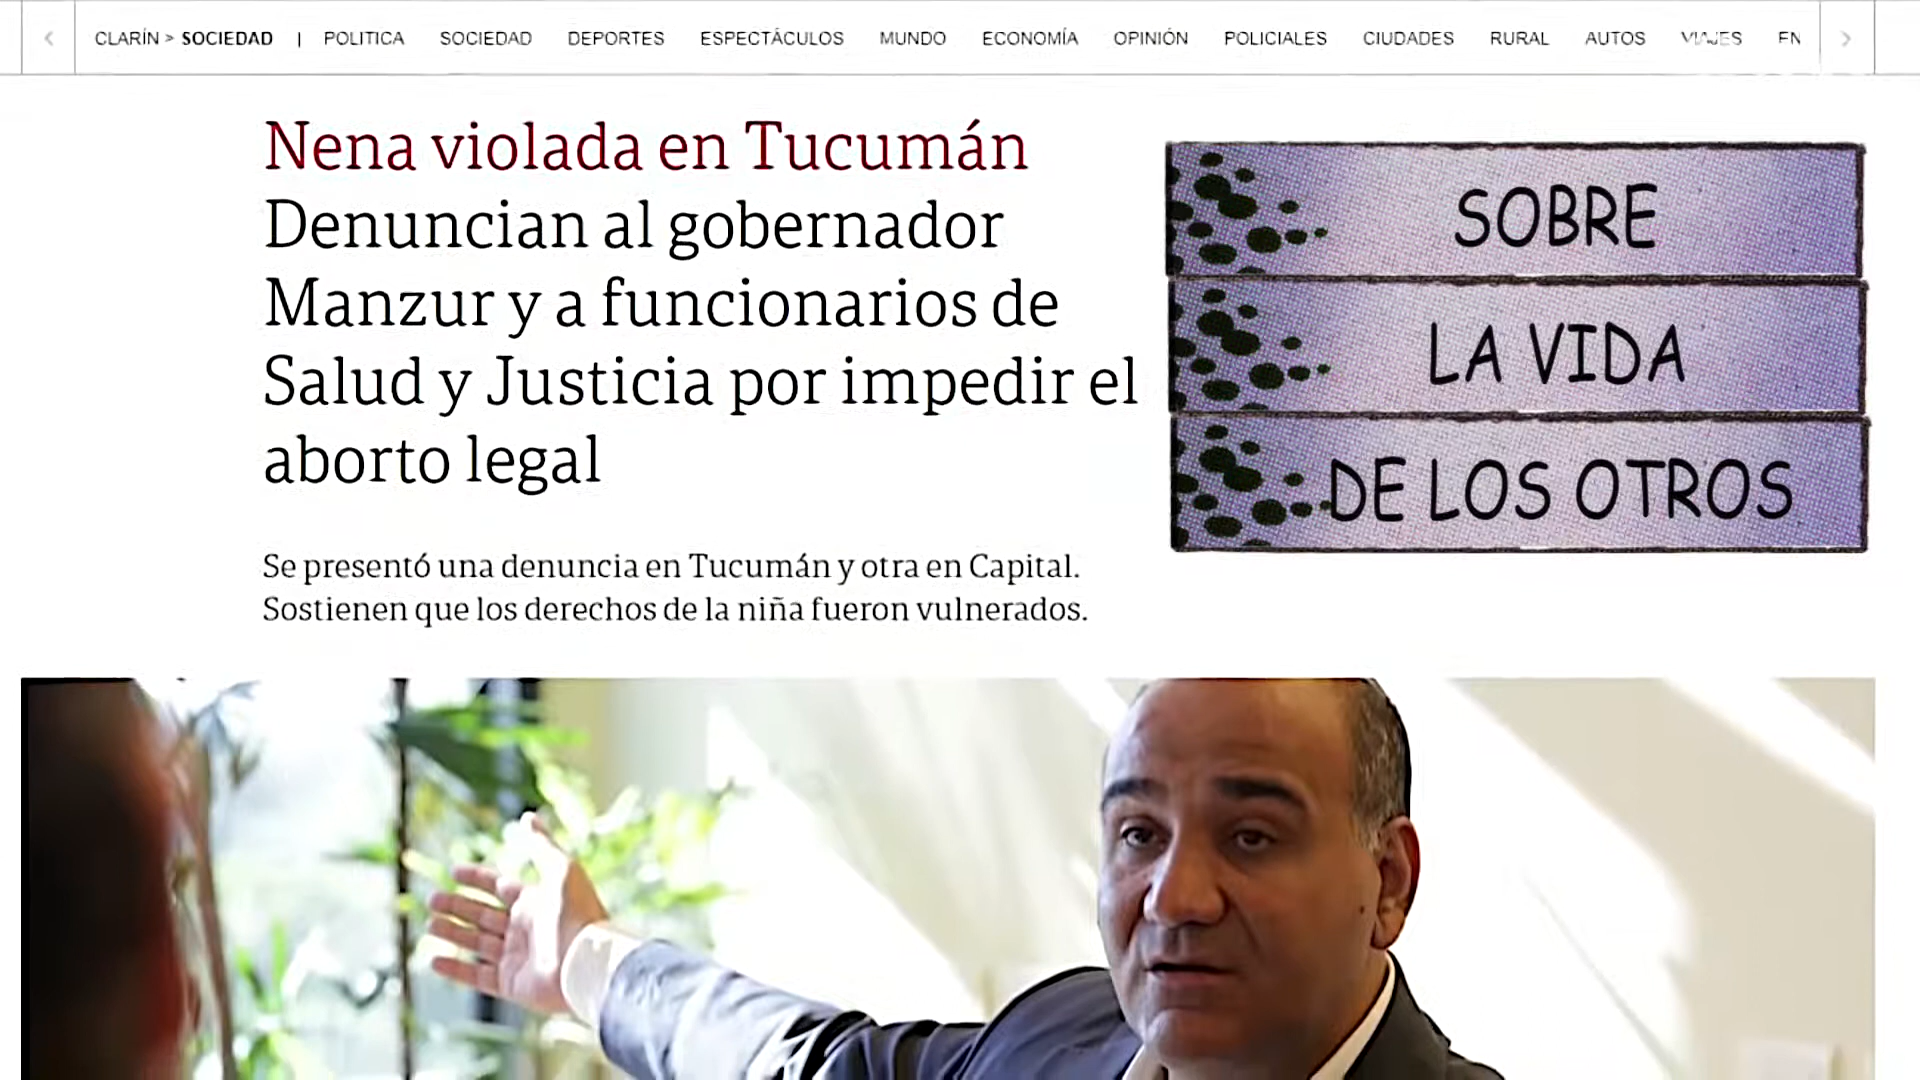 CLARÍN > SOCIEDAD | POLITICA SOCIEDAD DEPORTES ESPECTÁCULOS MUNDO ECONOMÍA OPINIÓN POLICIALES CIUDADES RURAL AUTOS VIAJES EN
Nena violada en Tucumán
Denuncian al gobernador
Manzur y a funcionarios de
Salud y Justicia por impedir el
aborto legal
Se presentó una denuncia en Tucumán y otra en Capital.
Sostienen que los derechos de la niña fueron vulnerados.
SOBRE
LA VIDA
DE LOS OTROS